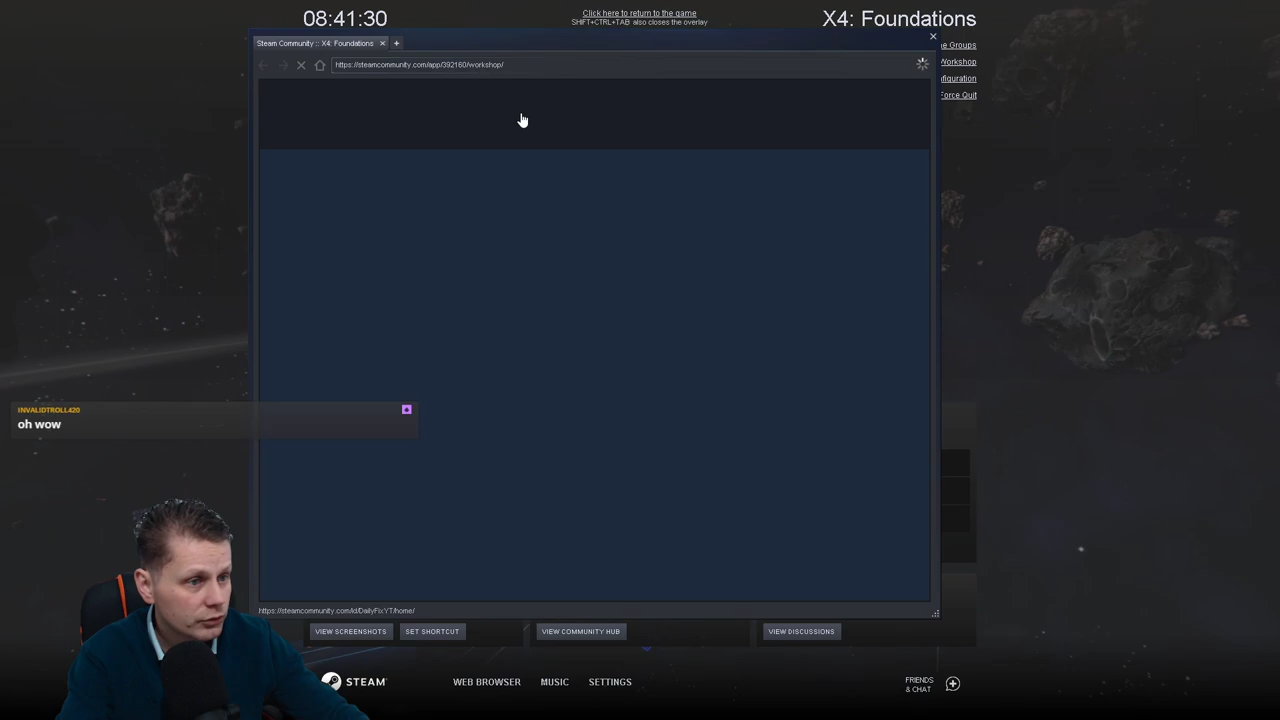 08:41:30
Click here to return to the game
SHIFT+CTRL+TAB also closes the overlay
X4: Foundations
Steam Community :: X4: Foundations
https://steamcommunity.com/app/392160/workshop/
Groups
Workshop
Force Quit
INVALIDTROLL420
oh wow
https://steamcommunity.com/id/DailyFixYT/home/
VIEW SCREENSHOTS
SET SHORTCUT
VIEW COMMUNITY HUB
VIEW DISCUSSIONS
STEAM
WEB BROWSER
MUSIC
SETTINGS
FRIENDS
& CHAT